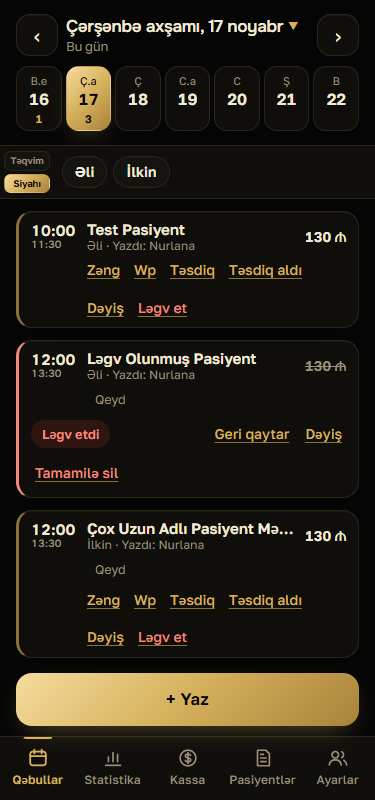 ‹ Çərşənbə axşamı, 17 noyabr ▼ ›
Bu gün
B.e Ç.a Ç C.a C Ş B
16 17 18 19 20 21 22
1 3
Təqvim
Siyahı
Əli İlkin
10:00 Test Pasiyent 130 ₼
11:30 Əli · Yazdı: Nurlana
Zəng Wp Təsdiq Təsdiq aldı
Dəyiş Ləğv et
12:00 Ləğv Olunmuş Pasiyent 130 ₼
13:30 Əli · Yazdı: Nurlana
Qeyd
Ləğv etdi Geri qaytar Dəyiş
Tamamilə sil
12:00 Çox Uzun Adlı Pasiyent Mə... 130 ₼
13:30 İlkin · Yazdı: Nurlana
Qeyd
Zəng Wp Təsdiq Təsdiq aldı
Dəyiş Ləğv et
+ Yaz
Qəbullar Statistika Kassa Pasiyentlər Ayarlar